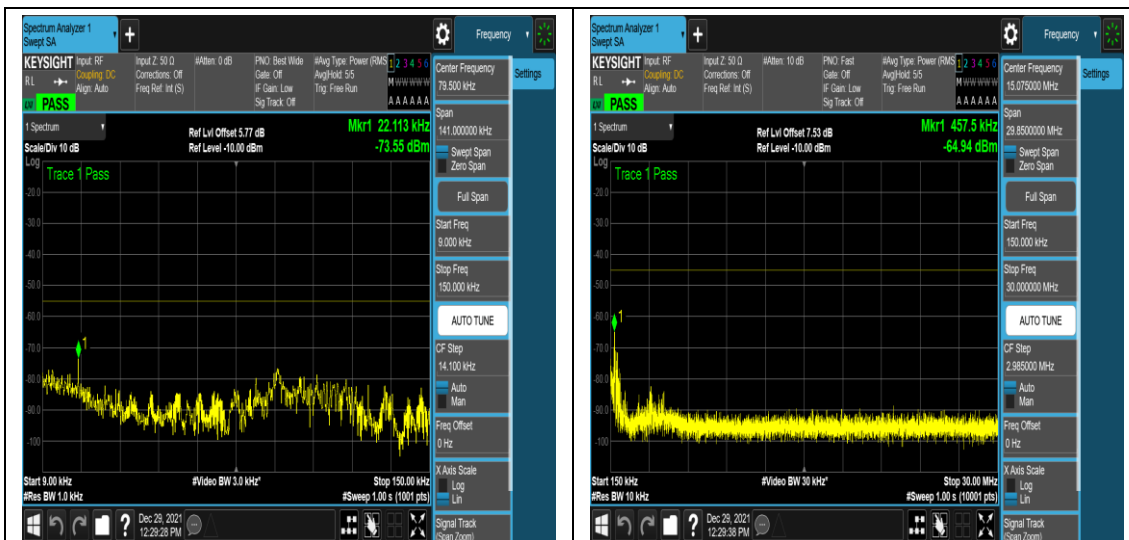 Spectrum Analyzer 1
Swept SA
+
Frequency
KEYSIGHT
RL
Input: RF
Coupling: DC
Align: Auto
Input Z: 50 Ω
Corrections: Off
Freq Ref: Int (S)
#Atten: 0 dB
PNO: Best Wide
Gate: Off
IF Gain: Low
Sig Track: Off
#Avg Type: Power (RMS
Avg|Hold: 5/5
Trig: Free Run
1 2 3 4 5 6
M W W W W W
A A A A A A
PASS
1 Spectrum
Scale/Div 10 dB
Ref Lvl Offset 5.77 dB
Ref Level -10.00 dBm
Mkr1 22.113 kHz
-73.55 dBm
Log
Trace 1 Pass
-20.0
-30.0
-40.0
-50.0
-60.0
-70.0
-80.0
-90.0
-100
1
Start 9.00 kHz
#Res BW 1.0 kHz
#Video BW 3.0 kHz*
Stop 150.00 kHz
#Sweep 1.00 s (1001 pts)
Center Frequency
79.500 kHz
Settings
Span
141.000000 kHz
Swept Span
Zero Span
Full Span
Start Freq
9.000 kHz
Stop Freq
150.000 kHz
AUTO TUNE
CF Step
14.100 kHz
Auto
Man
Freq Offset
0 Hz
X Axis Scale
Log
Lin
Signal Track
(Span Zoom)
?
Dec 29, 2021
12:29:28 PM
Spectrum Analyzer 1
Swept SA
+
Frequency
KEYSIGHT
RL
Input: RF
Coupling: DC
Align: Auto
Input Z: 50 Ω
Corrections: Off
Freq Ref: Int (S)
#Atten: 10 dB
PNO: Fast
Gate: Off
IF Gain: Low
Sig Track: Off
#Avg Type: Power (RMS
Avg|Hold: 5/5
Trig: Free Run
1 2 3 4 5 6
M W W W W W
A A A A A A
PASS
1 Spectrum
Scale/Div 10 dB
Ref Lvl Offset 7.53 dB
Ref Level -10.00 dBm
Mkr1 457.5 kHz
-64.94 dBm
Log
Trace 1 Pass
-20.0
-30.0
-40.0
-50.0
-60.0
-70.0
-80.0
-90.0
-100
1
Start 150 kHz
#Res BW 10 kHz
#Video BW 30 kHz*
Stop 30.00 MHz
#Sweep 1.00 s (10001 pts)
Center Frequency
15.075000 MHz
Settings
Span
29.8500000 MHz
Swept Span
Zero Span
Full Span
Start Freq
150.000 kHz
Stop Freq
30.000000 MHz
AUTO TUNE
CF Step
2.985000 MHz
Auto
Man
Freq Offset
0 Hz
X Axis Scale
Log
Lin
Signal Track
(Span Zoom)
?
Dec 29, 2021
12:29:38 PM